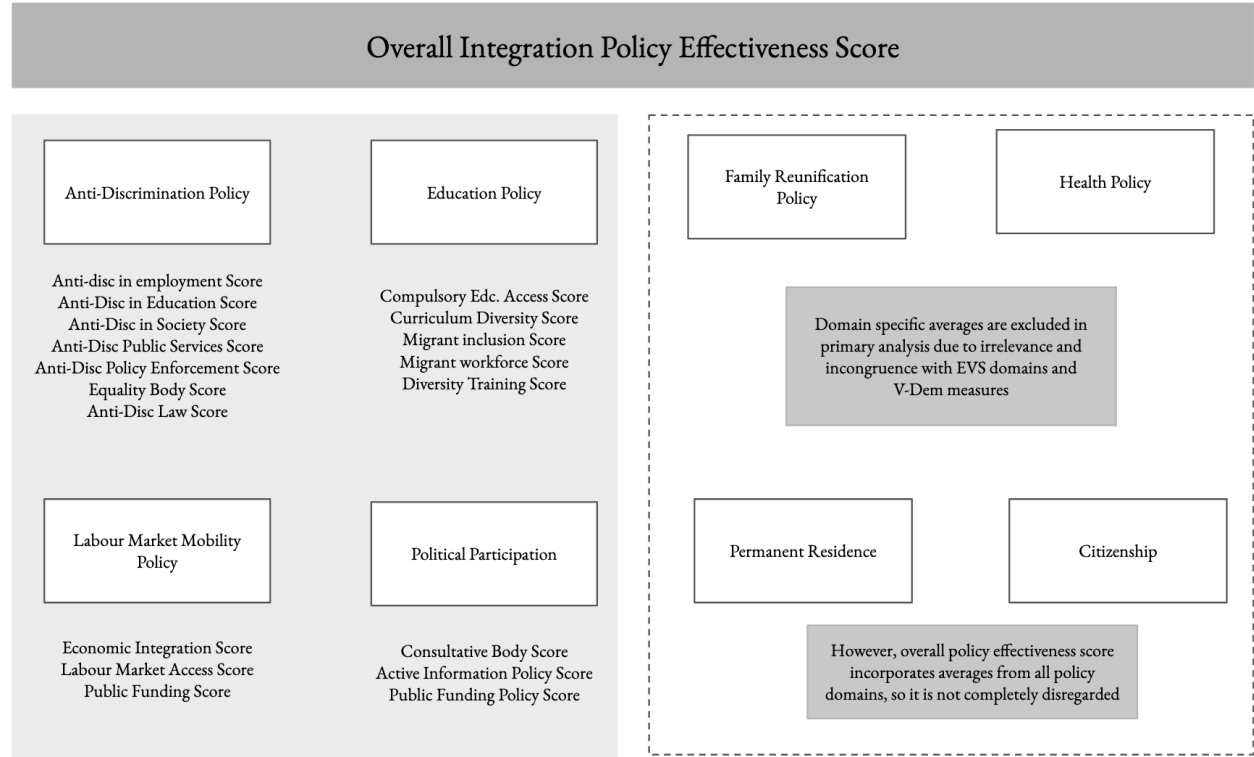 Overall Integration Policy Effectiveness Score
Anti-Discrimination Policy
Anti-disc in employment Score
Anti-Disc in Education Score
Anti-Disc in Society Score
Anti-Disc Public Services Score
Anti-Disc Policy Enforcement Score
Equality Body Score
Anti-Disc Law Score
Education Policy
Compulsory Edc. Access Score
Curriculum Diversity Score
Migrant inclusion Score
Migrant workforce Score
Diversity Training Score
Labour Market Mobility
Policy
Economic Integration Score
Labour Market Access Score
Public Funding Score
Political Participation
Consultative Body Score
Active Information Policy Score
Public Funding Policy Score
Family Reunification
Policy
Health Policy
Domain specific averages are excluded in
primary analysis due to irrelevance and
incongruence with EVS domains and
V-Dem measures
Permanent Residence
Citizenship
However, overall policy effectiveness score
incorporates averages from all policy
domains, so it is not completely disregarded